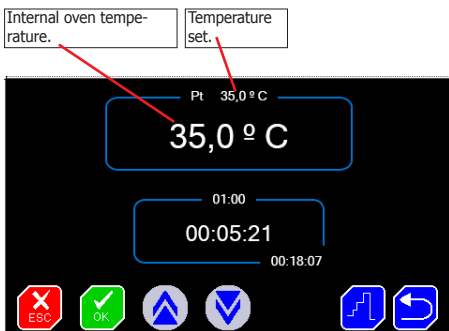 Internal oven tempe-
rature.
Temperature
set.
Pt 35,0 º C
35,0 º C
01:00
00:05:21
00:18:07
ESC
OK